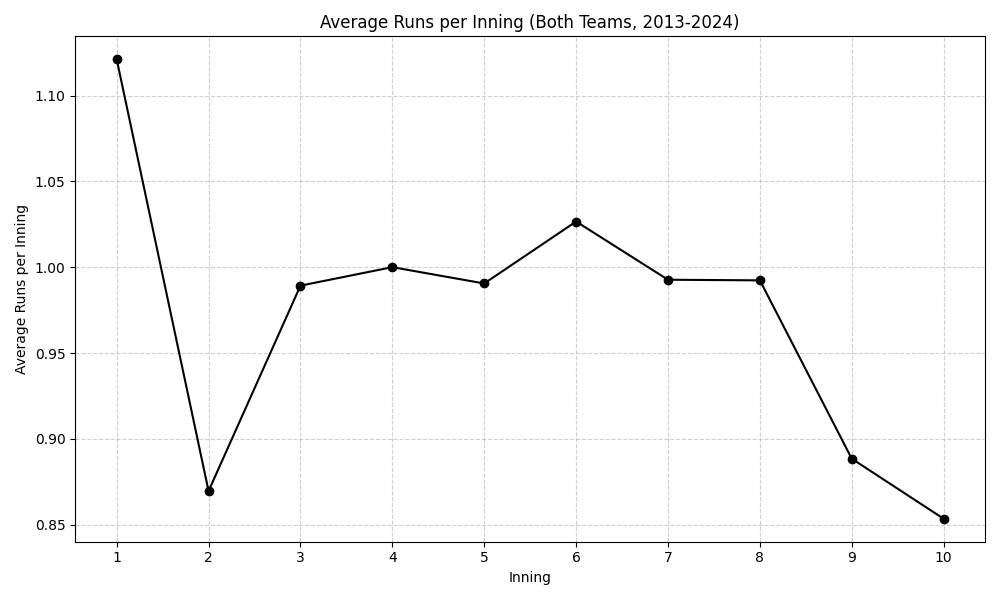 Average Runs per Inning (Both Teams, 2013-2024)
Average Runs per Inning
1.10
1.05
1.00
0.95
0.90
0.85
1 2 3 4 5 6 7 8 9 10
Inning